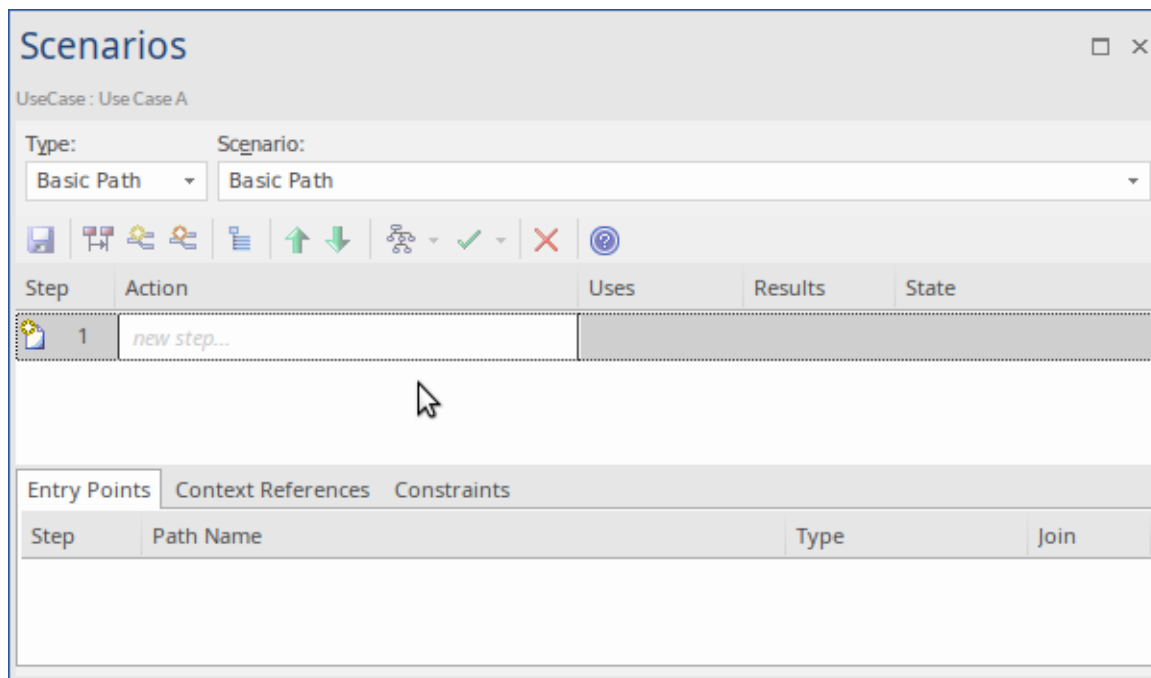 Scenarios
UseCase : Use Case A
Type: Scenario:
Basic Path Basic Path
Step Action Uses Results State
1 new step...
Entry Points Context References Constraints
Step Path Name Type Join